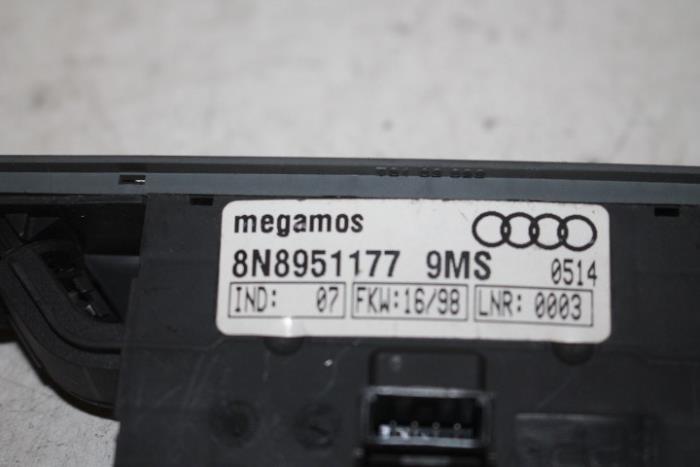 megamos
8N8951177 9MS 0514
IND: 07 FKW:16/98 LNR: 0003